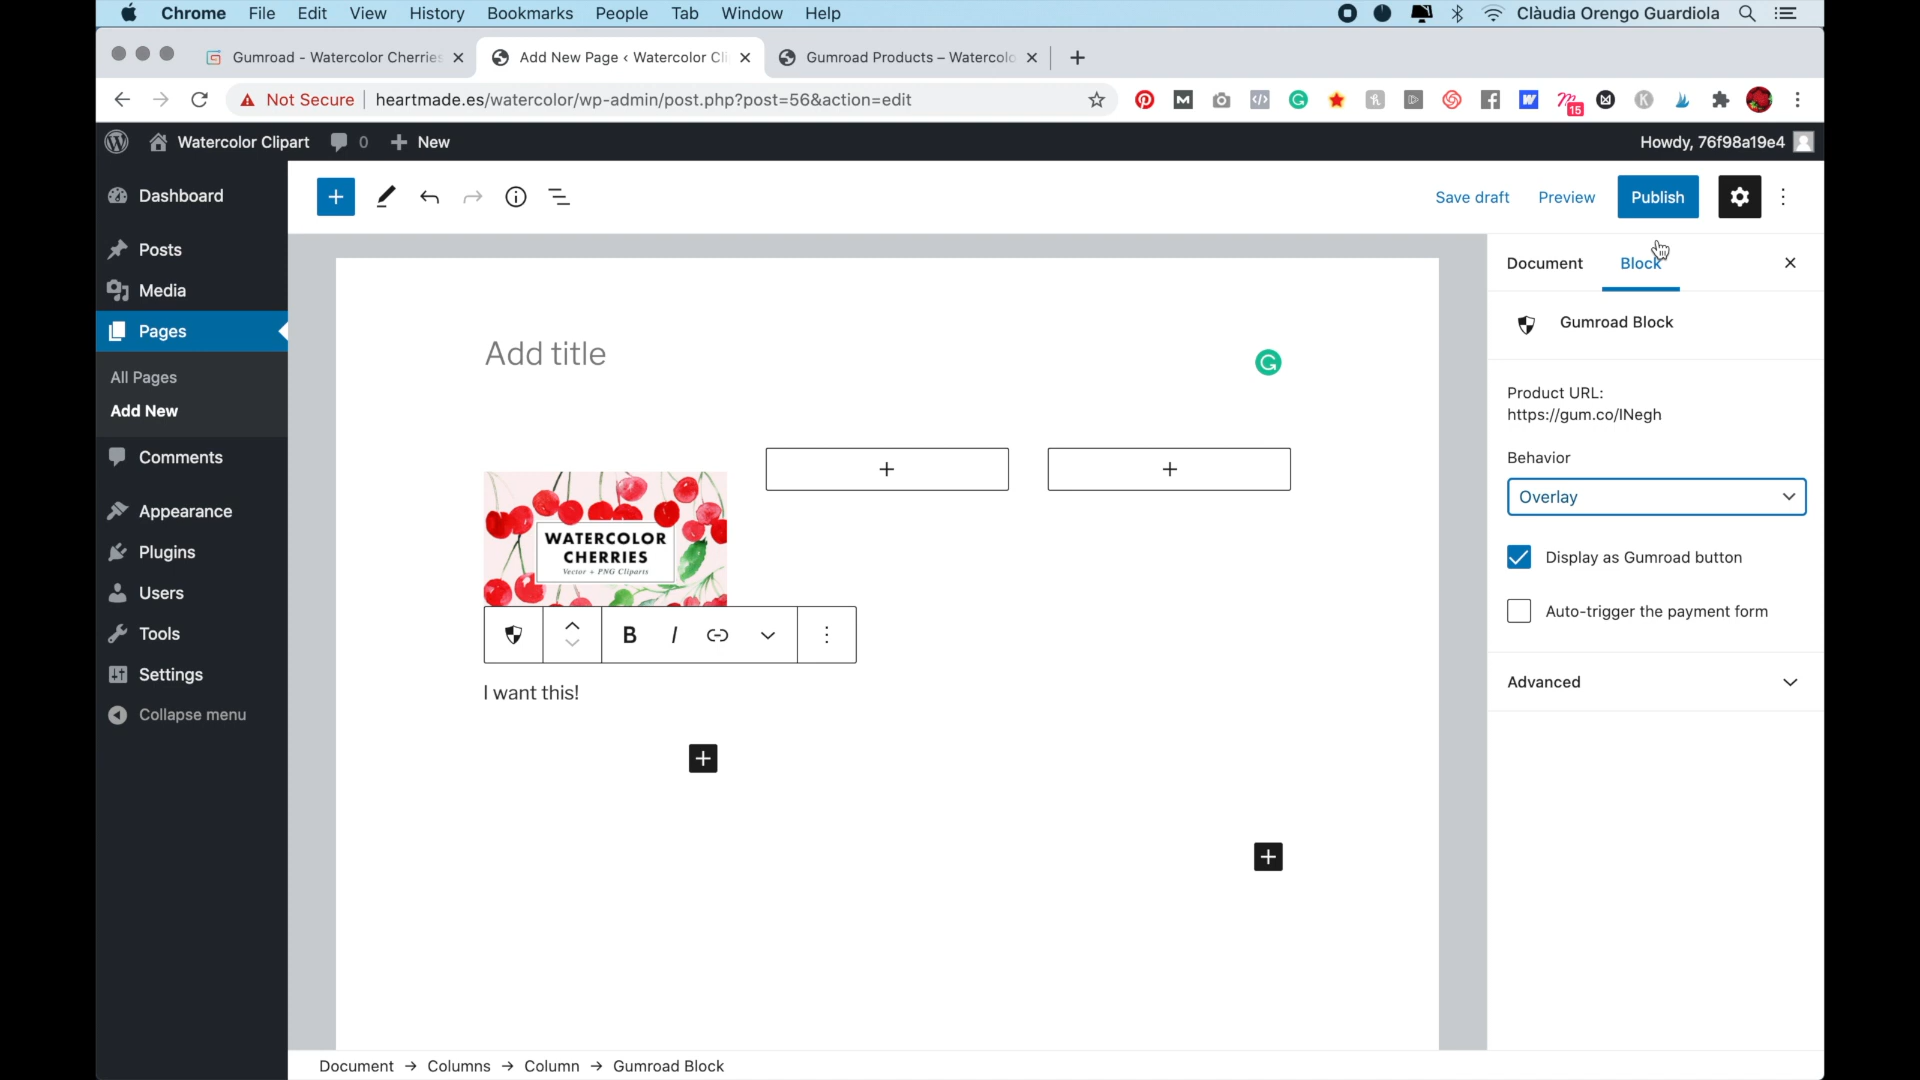 Chrome File Edit View History Bookmarks People Tab Window Help Clàudia Orengo Guardiola
Gumroad - Watercolor Cherries Add New Page ‹ Watercolor Cli Gumroad Products – Watercolo
Not Secure heartmade.es/watercolor/wp-admin/post.php?post=56&action=edit
15
Watercolor Clipart 0 New Howdy, 76f98a19e4
Dashboard
Posts
Media
Pages
All Pages
Add New
Comments
Appearance
Plugins
Users
Tools
Settings
Collapse menu
Save draft Preview Publish
Add title
WATERCOLOR
CHERRIES
Vector + PNG Cliparts
B I
I want this!
Document Block
Gumroad Block
Product URL:
https://gum.co/lNegh
Behavior
Overlay
Display as Gumroad button
Auto-trigger the payment form
Advanced
Document → Columns → Column → Gumroad Block